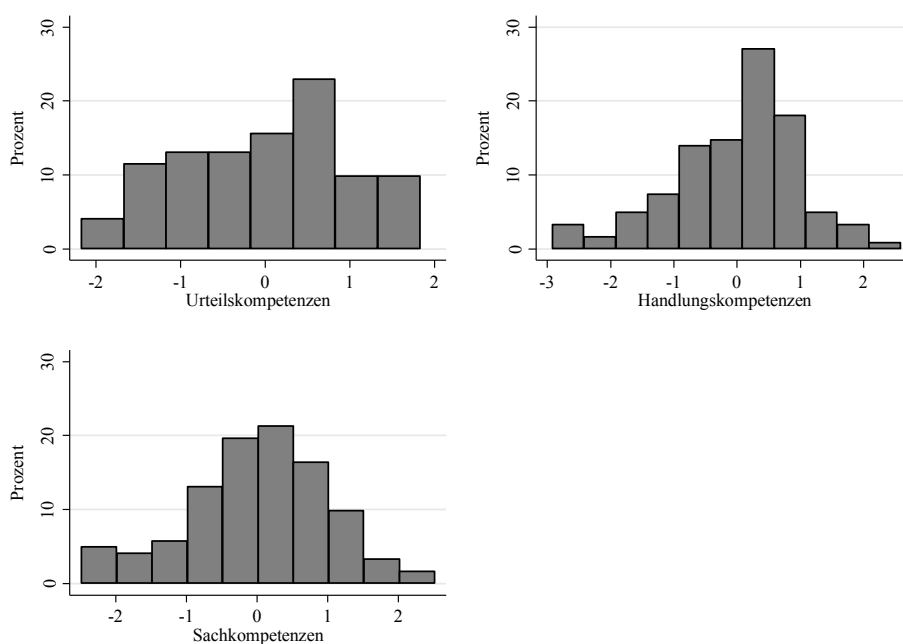 Prozent
0 10 20 30
-2 -1 0 1 2
Urteilskompetenzen
Prozent
0 10 20 30
-3 -2 -1 0 1 2
Handlungskompetenzen
Prozent
0 10 20 30
-2 -1 0 1 2
Sachkompetenzen